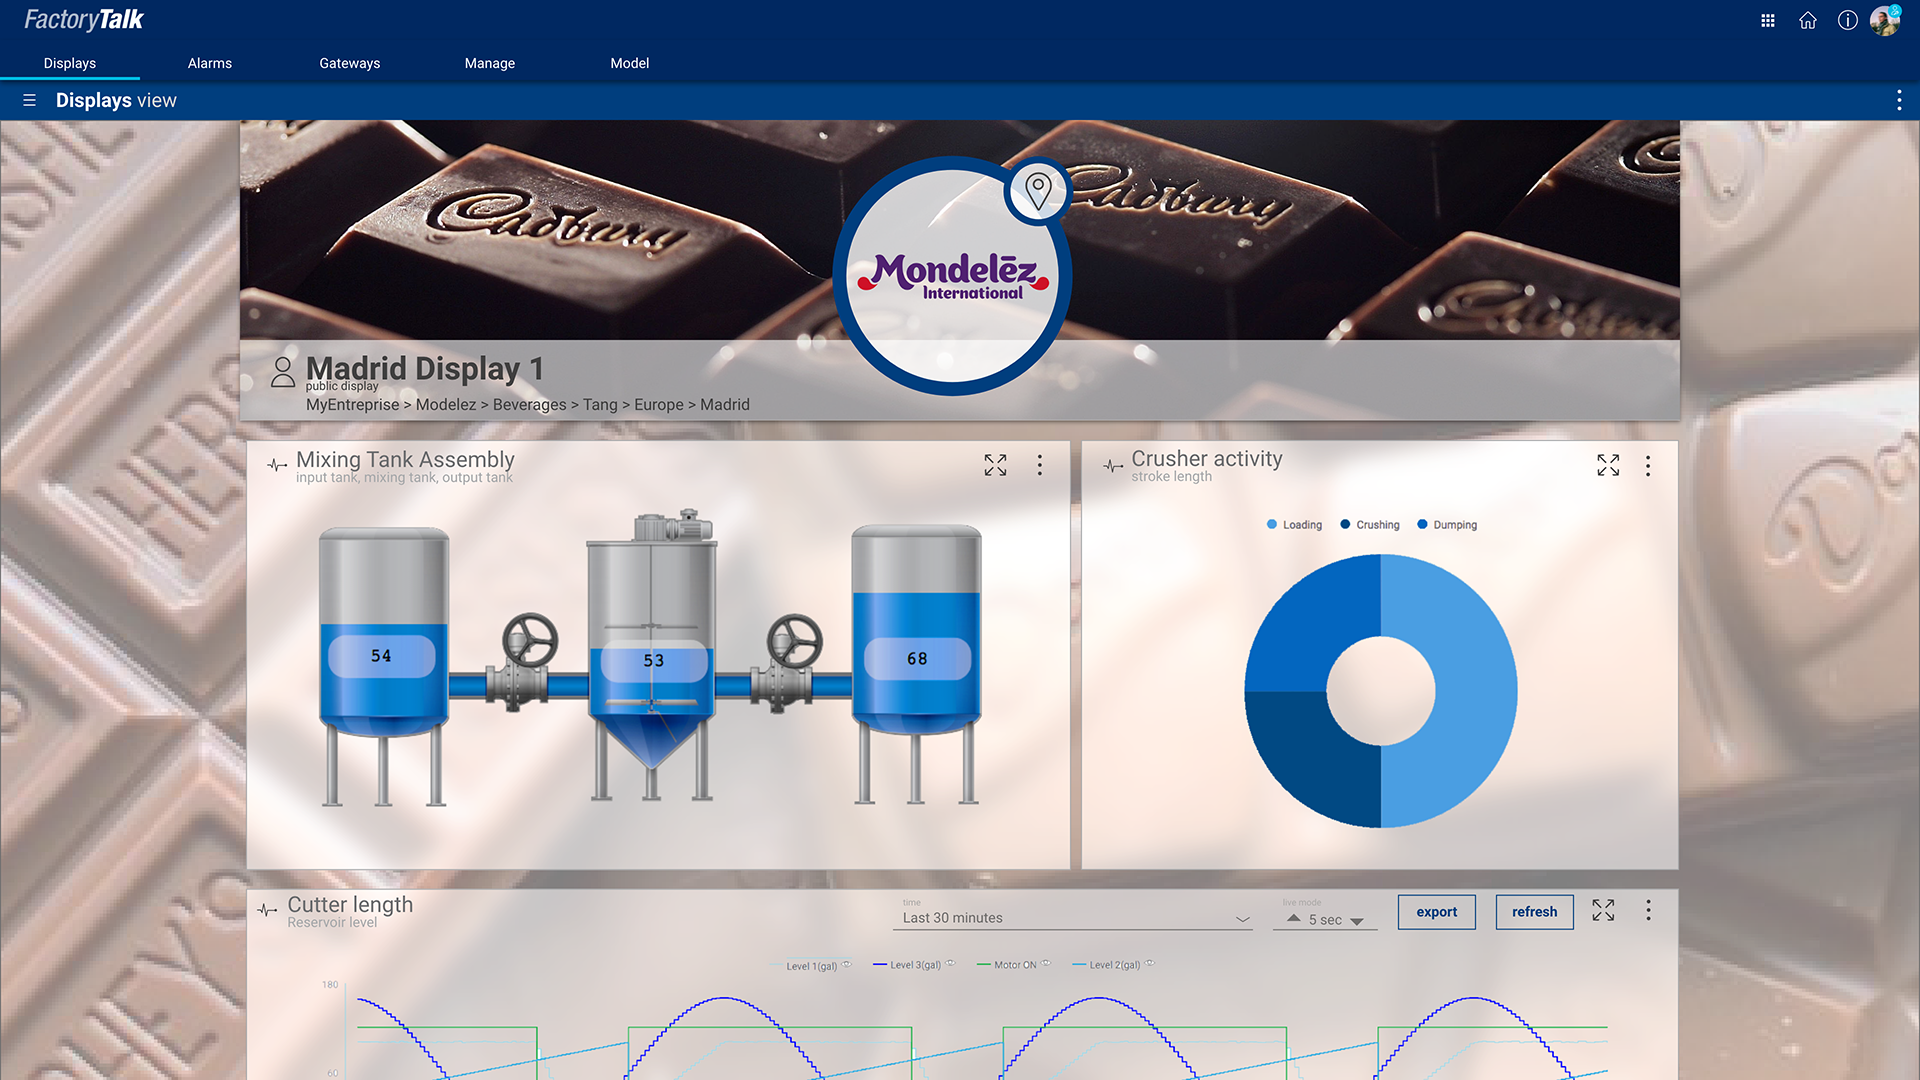 FactoryTalk
Displays Alarms Gateways Manage Model
Displays view
Cadbury Cadbury
Mondelēz
International
Madrid Display 1
public display
MyEntreprise > Modelez > Beverages > Tang > Europe > Madrid
Mixing Tank Assembly
input tank, mixing tank, output tank
54
53
68
Crusher activity
stroke length
Loading Crushing Dumping
Cutter length
Reservoir level
time
Last 30 minutes
live mode
5 sec
export
refresh
Level 1(gal) Level 3(gal) Motor ON Level 2(gal)
180
60